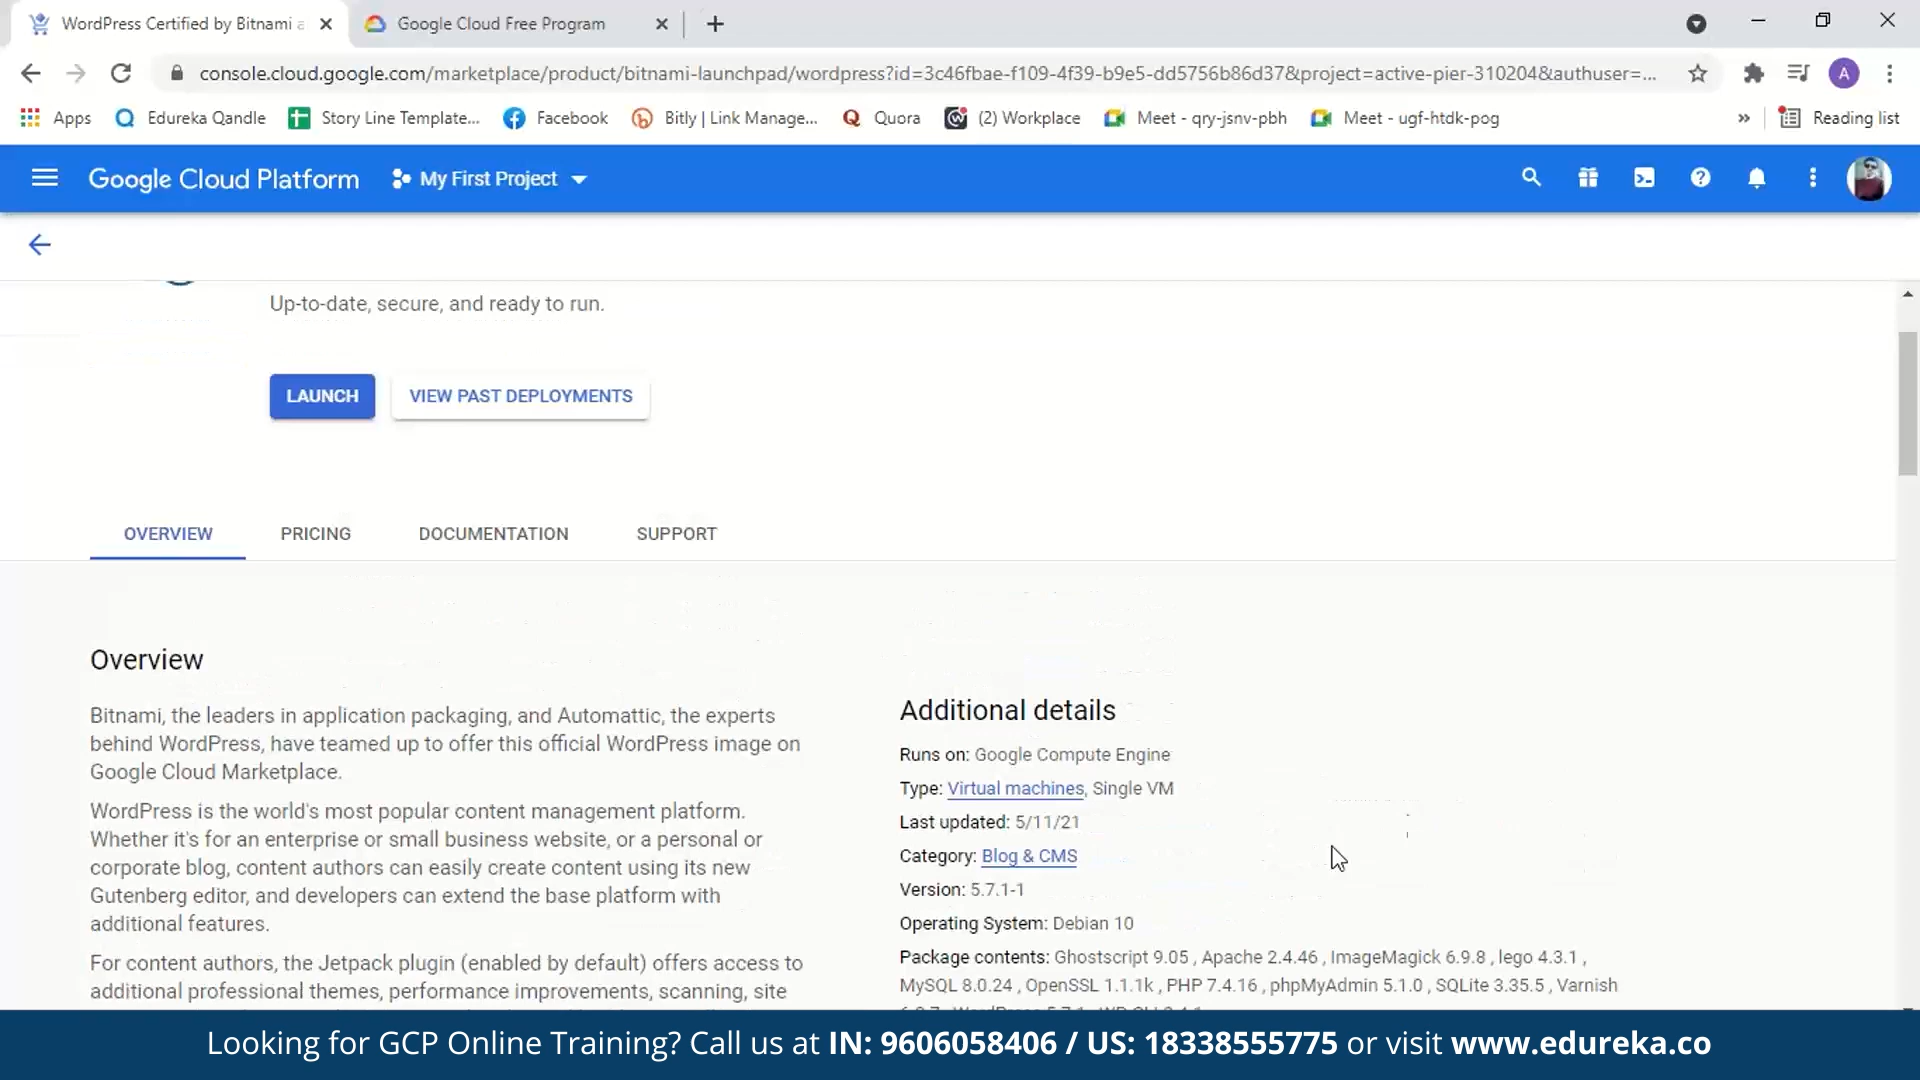 WordPress Certified by Bitnami a
Google Cloud Free Program
console.cloud.google.com/marketplace/product/bitnami-launchpad/wordpress?id=3c46fbae-f109-4f39-b9e5-dd5756b86d37&project=active-pier-310204&authuser=...
A
Apps
Edureka Qandle
Story Line Template...
Facebook
Bitly | Link Manage...
Quora
(2) Workplace
Meet - qry-jsnv-pbh
Meet - ugf-htdk-pog
»
Reading list
Google Cloud Platform
My First Project
Up-to-date, secure, and ready to run.
LAUNCH
VIEW PAST DEPLOYMENTS
OVERVIEW
PRICING
DOCUMENTATION
SUPPORT
Overview
Bitnami, the leaders in application packaging, and Automattic, the experts
behind WordPress, have teamed up to offer this official WordPress image on
Google Cloud Marketplace.
WordPress is the world's most popular content management platform.
Whether it's for an enterprise or small business website, or a personal or
corporate blog, content authors can easily create content using its new
Gutenberg editor, and developers can extend the base platform with
additional features.
For content authors, the Jetpack plugin (enabled by default) offers access to
additional professional themes, performance improvements, scanning, site
Additional details
Runs on: Google Compute Engine
Type: Virtual machines, Single VM
Last updated: 5/11/21
Category: Blog & CMS
Version: 5.7.1-1
Operating System: Debian 10
Package contents: Ghostscript 9.05 , Apache 2.4.46 , ImageMagick 6.9.8 , lego 4.3.1 ,
MySQL 8.0.24 , OpenSSL 1.1.1k , PHP 7.4.16 , phpMyAdmin 5.1.0 , SQLite 3.35.5 , Varnish
Looking for GCP Online Training? Call us at IN: 9606058406 / US: 18338555775 or visit www.edureka.co